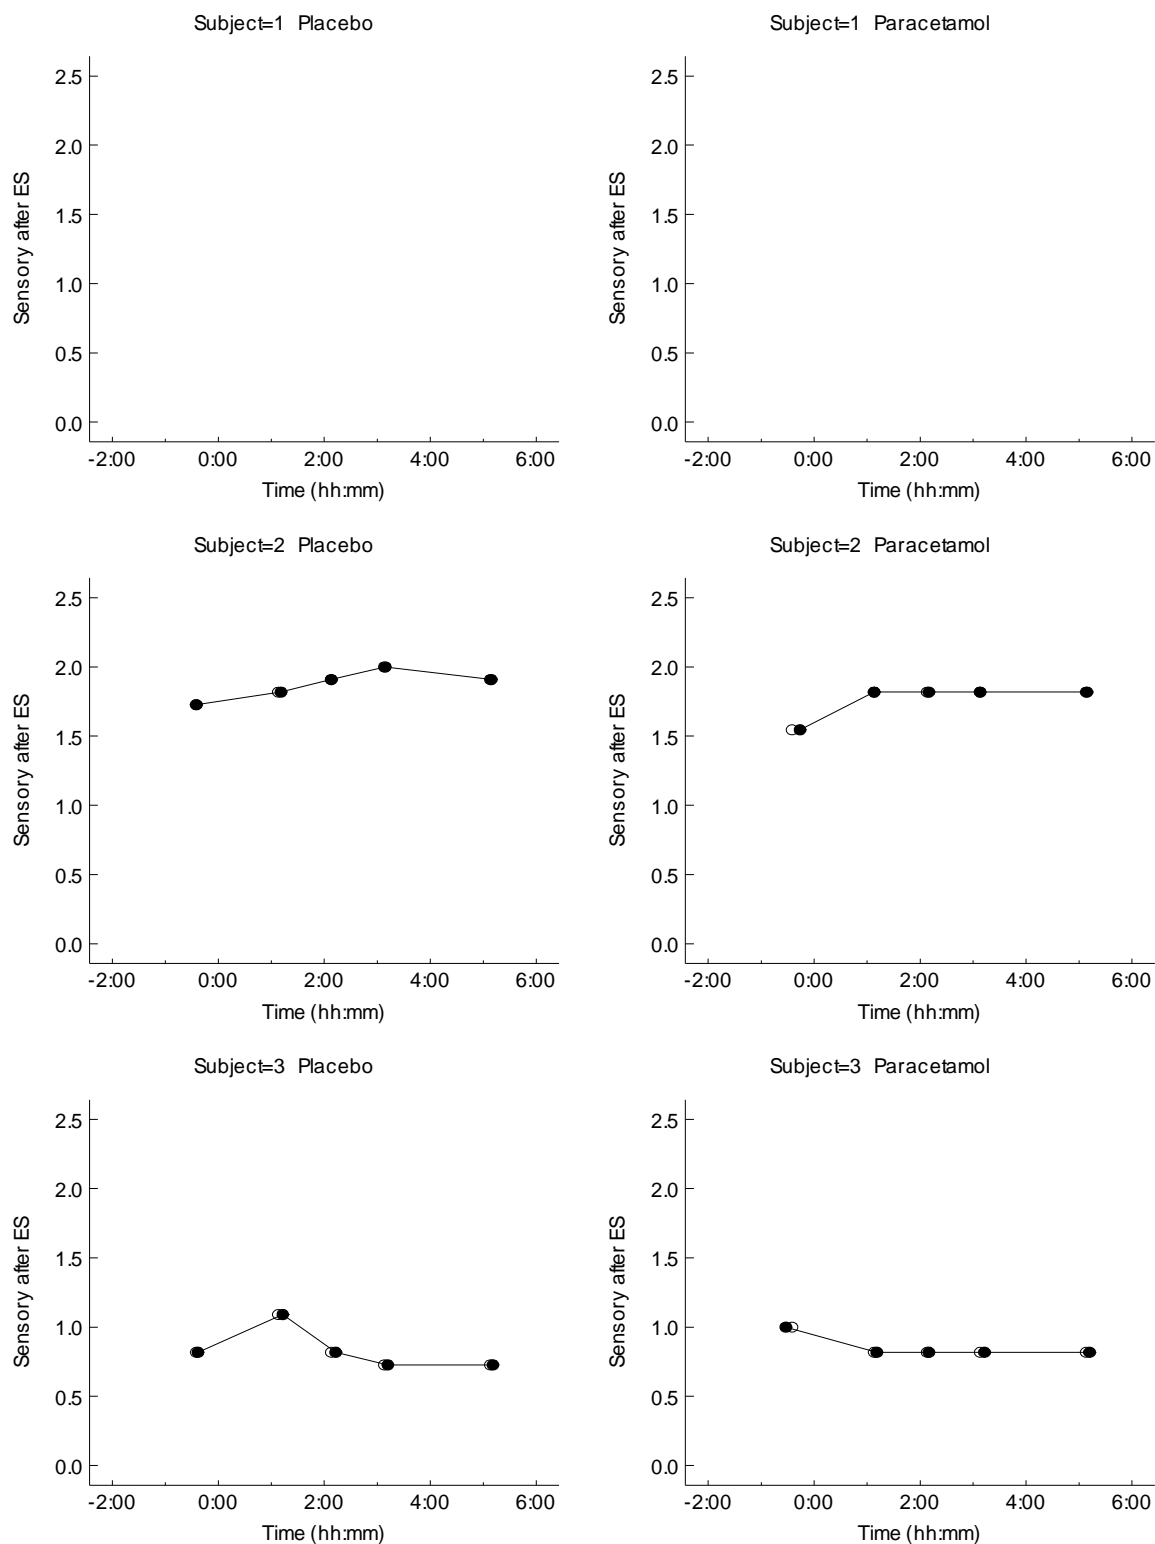 Subject=1 Placebo
Subject=1 Paracetamol
Sensory after ES
2.5
2.0
1.5
1.0
0.5
0.0
-2:00 0:00 2:00 4:00 6:00
Time (hh:mm)
Sensory after ES
2.5
2.0
1.5
1.0
0.5
0.0
-2:00 0:00 2:00 4:00 6:00
Time (hh:mm)
Subject=2 Placebo
Subject=2 Paracetamol
Sensory after ES
2.5
2.0
1.5
1.0
0.5
0.0
-2:00 0:00 2:00 4:00 6:00
Time (hh:mm)
Sensory after ES
2.5
2.0
1.5
1.0
0.5
0.0
-2:00 0:00 2:00 4:00 6:00
Time (hh:mm)
Subject=3 Placebo
Subject=3 Paracetamol
Sensory after ES
2.5
2.0
1.5
1.0
0.5
0.0
-2:00 0:00 2:00 4:00 6:00
Time (hh:mm)
Sensory after ES
2.5
2.0
1.5
1.0
0.5
0.0
-2:00 0:00 2:00 4:00 6:00
Time (hh:mm)